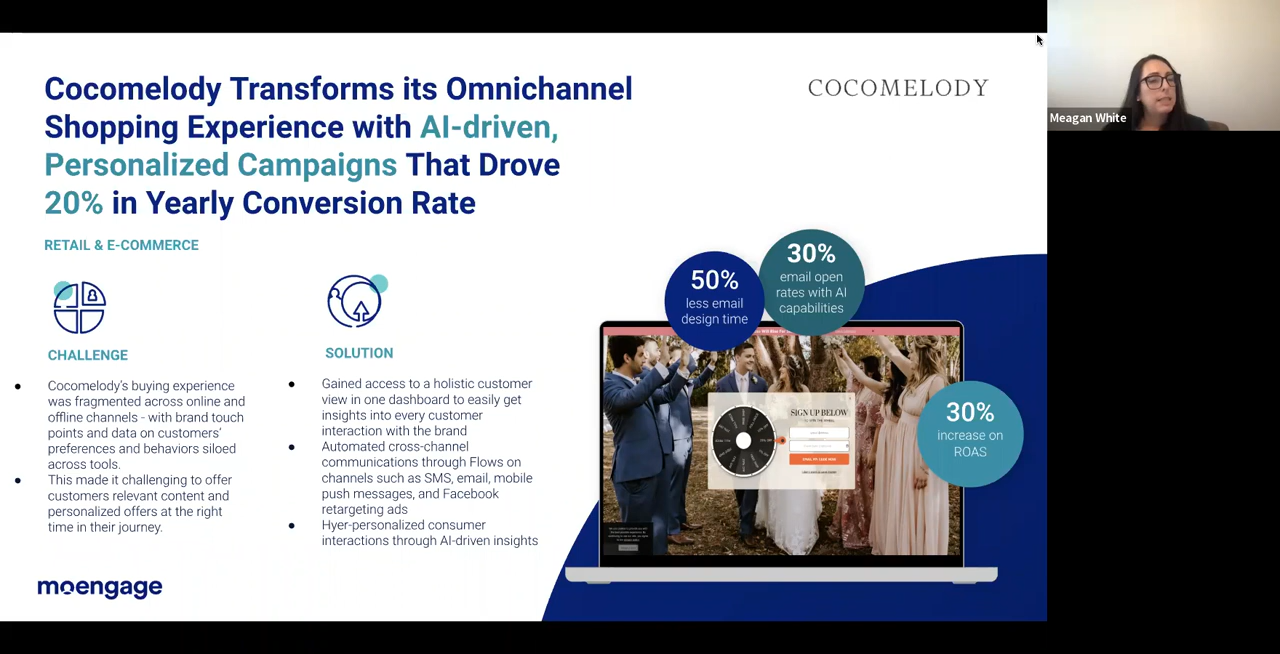 Cocomelody Transforms its Omnichannel
Shopping Experience with AI-driven,
Personalized Campaigns That Drove
20% in Yearly Conversion Rate
COCOMELODY
Meagan White
RETAIL & E-COMMERCE
CHALLENGE
Cocomelody's buying experience
was fragmented across online and
offline channels - with brand touch
points and data on customers'
preferences and behaviors siloed
across tools.
This made it challenging to offer
customers relevant content and
personalized offers at the right
time in their journey.
SOLUTION
Gained access to a holistic customer
view in one dashboard to easily get
insights into every customer
interaction with the brand
Automated cross-channel
communications through Flows on
channels such as SMS, email, mobile
push messages, and Facebook
retargeting ads
Hyer-personalized consumer
interactions through AI-driven insights
50%
less email
design time
30%
email open
rates with AI
capabilities
30%
increase on
ROAS
SIGN UP BELOW
moengage